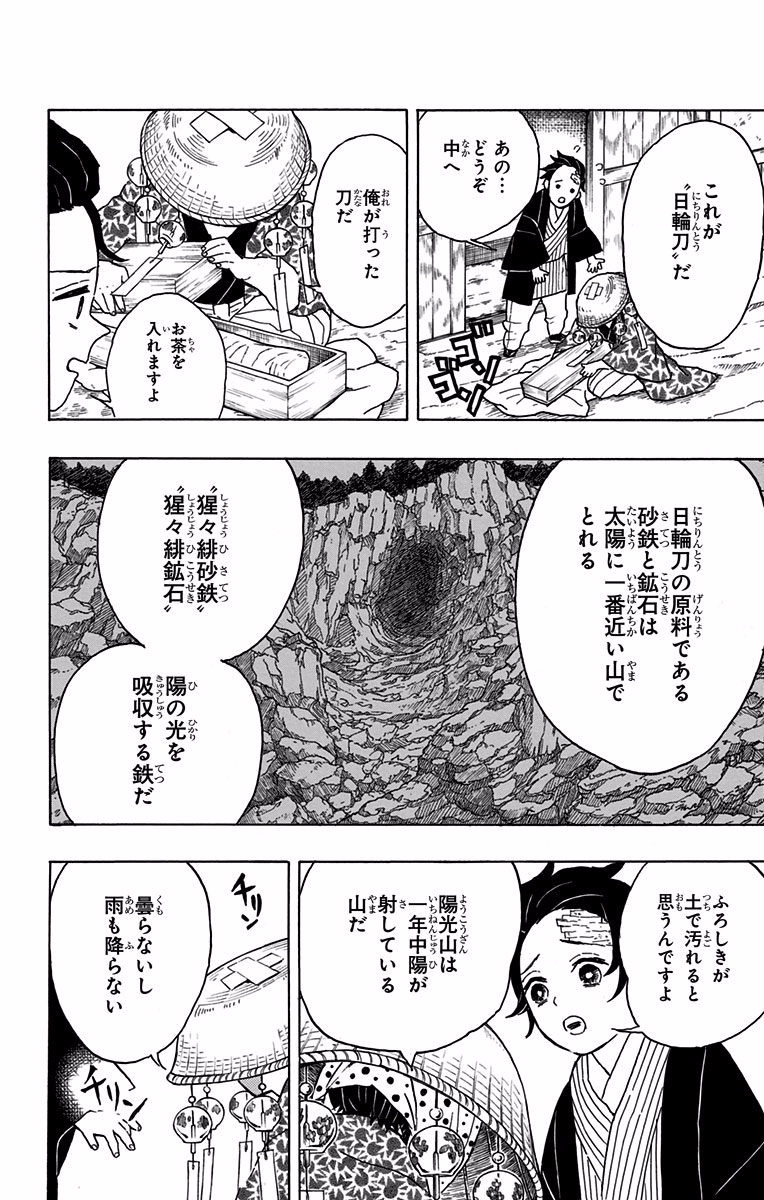 これが
〝日輪刀〟だ
あの…
どうぞ
中へ
ゴソ
ゴソ
俺が打った
刀だ
お茶を
入れますよ
日輪刀の原料である
砂鉄と鉱石は
太陽に一番近い山で
とれる
〝猩々緋砂鉄〟
〝猩々緋鉱石〟
陽の光を
吸収する鉄だ
ふろしきが
土で汚れると
思うんですよ
陽光山は
一年中陽が
射している
山だ
チリン
曇らないし
雨も降らない
チリン